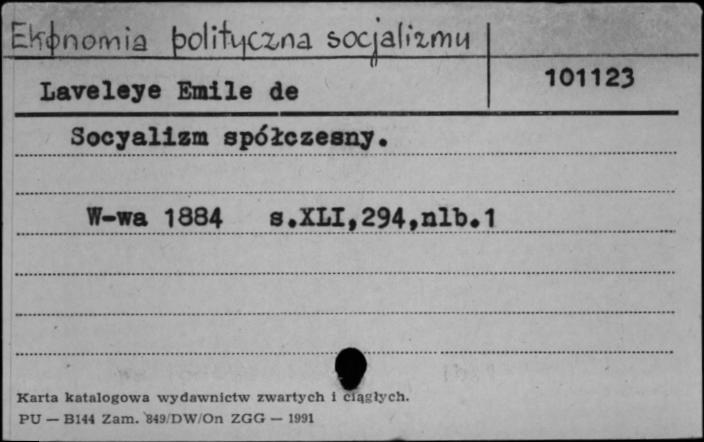 Ekonomia polityczna socjalizmu
Laveleye Emile de
101123
Socyalizm spółczesny.
W-wa 1884 s.XLI,294,nlb.1
Karta katalogowa wydawnictw zwartych i ciągłych.
PU — B144 Zam. 849/DW/On ZGG — 1991